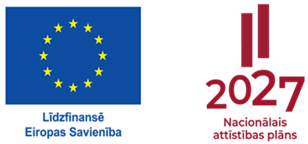 Līdzfinansē
Eiropas Savienība
2027
Nacionālais
attīstības plāns